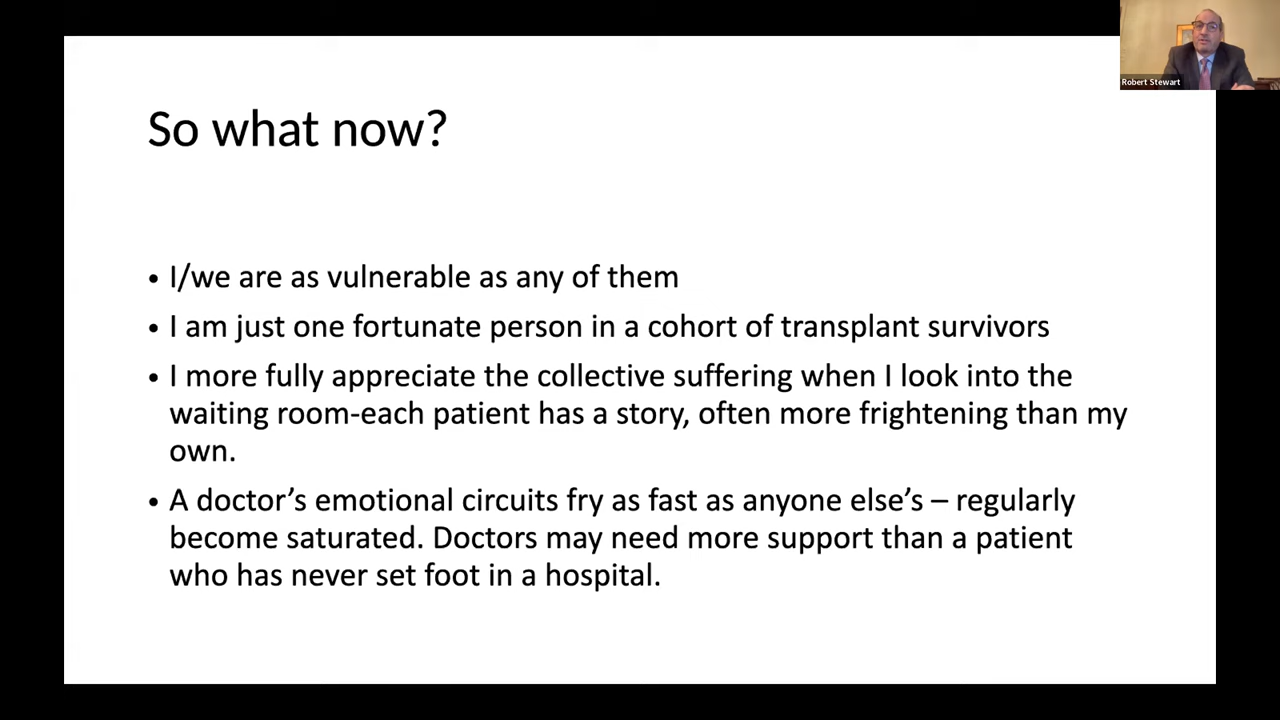 Robert Stewart
So what now?
• I/we are as vulnerable as any of them
• I am just one fortunate person in a cohort of transplant survivors
• I more fully appreciate the collective suffering when I look into the
waiting room-each patient has a story, often more frightening than my
own.
• A doctor’s emotional circuits fry as fast as anyone else’s – regularly
become saturated. Doctors may need more support than a patient
who has never set foot in a hospital.